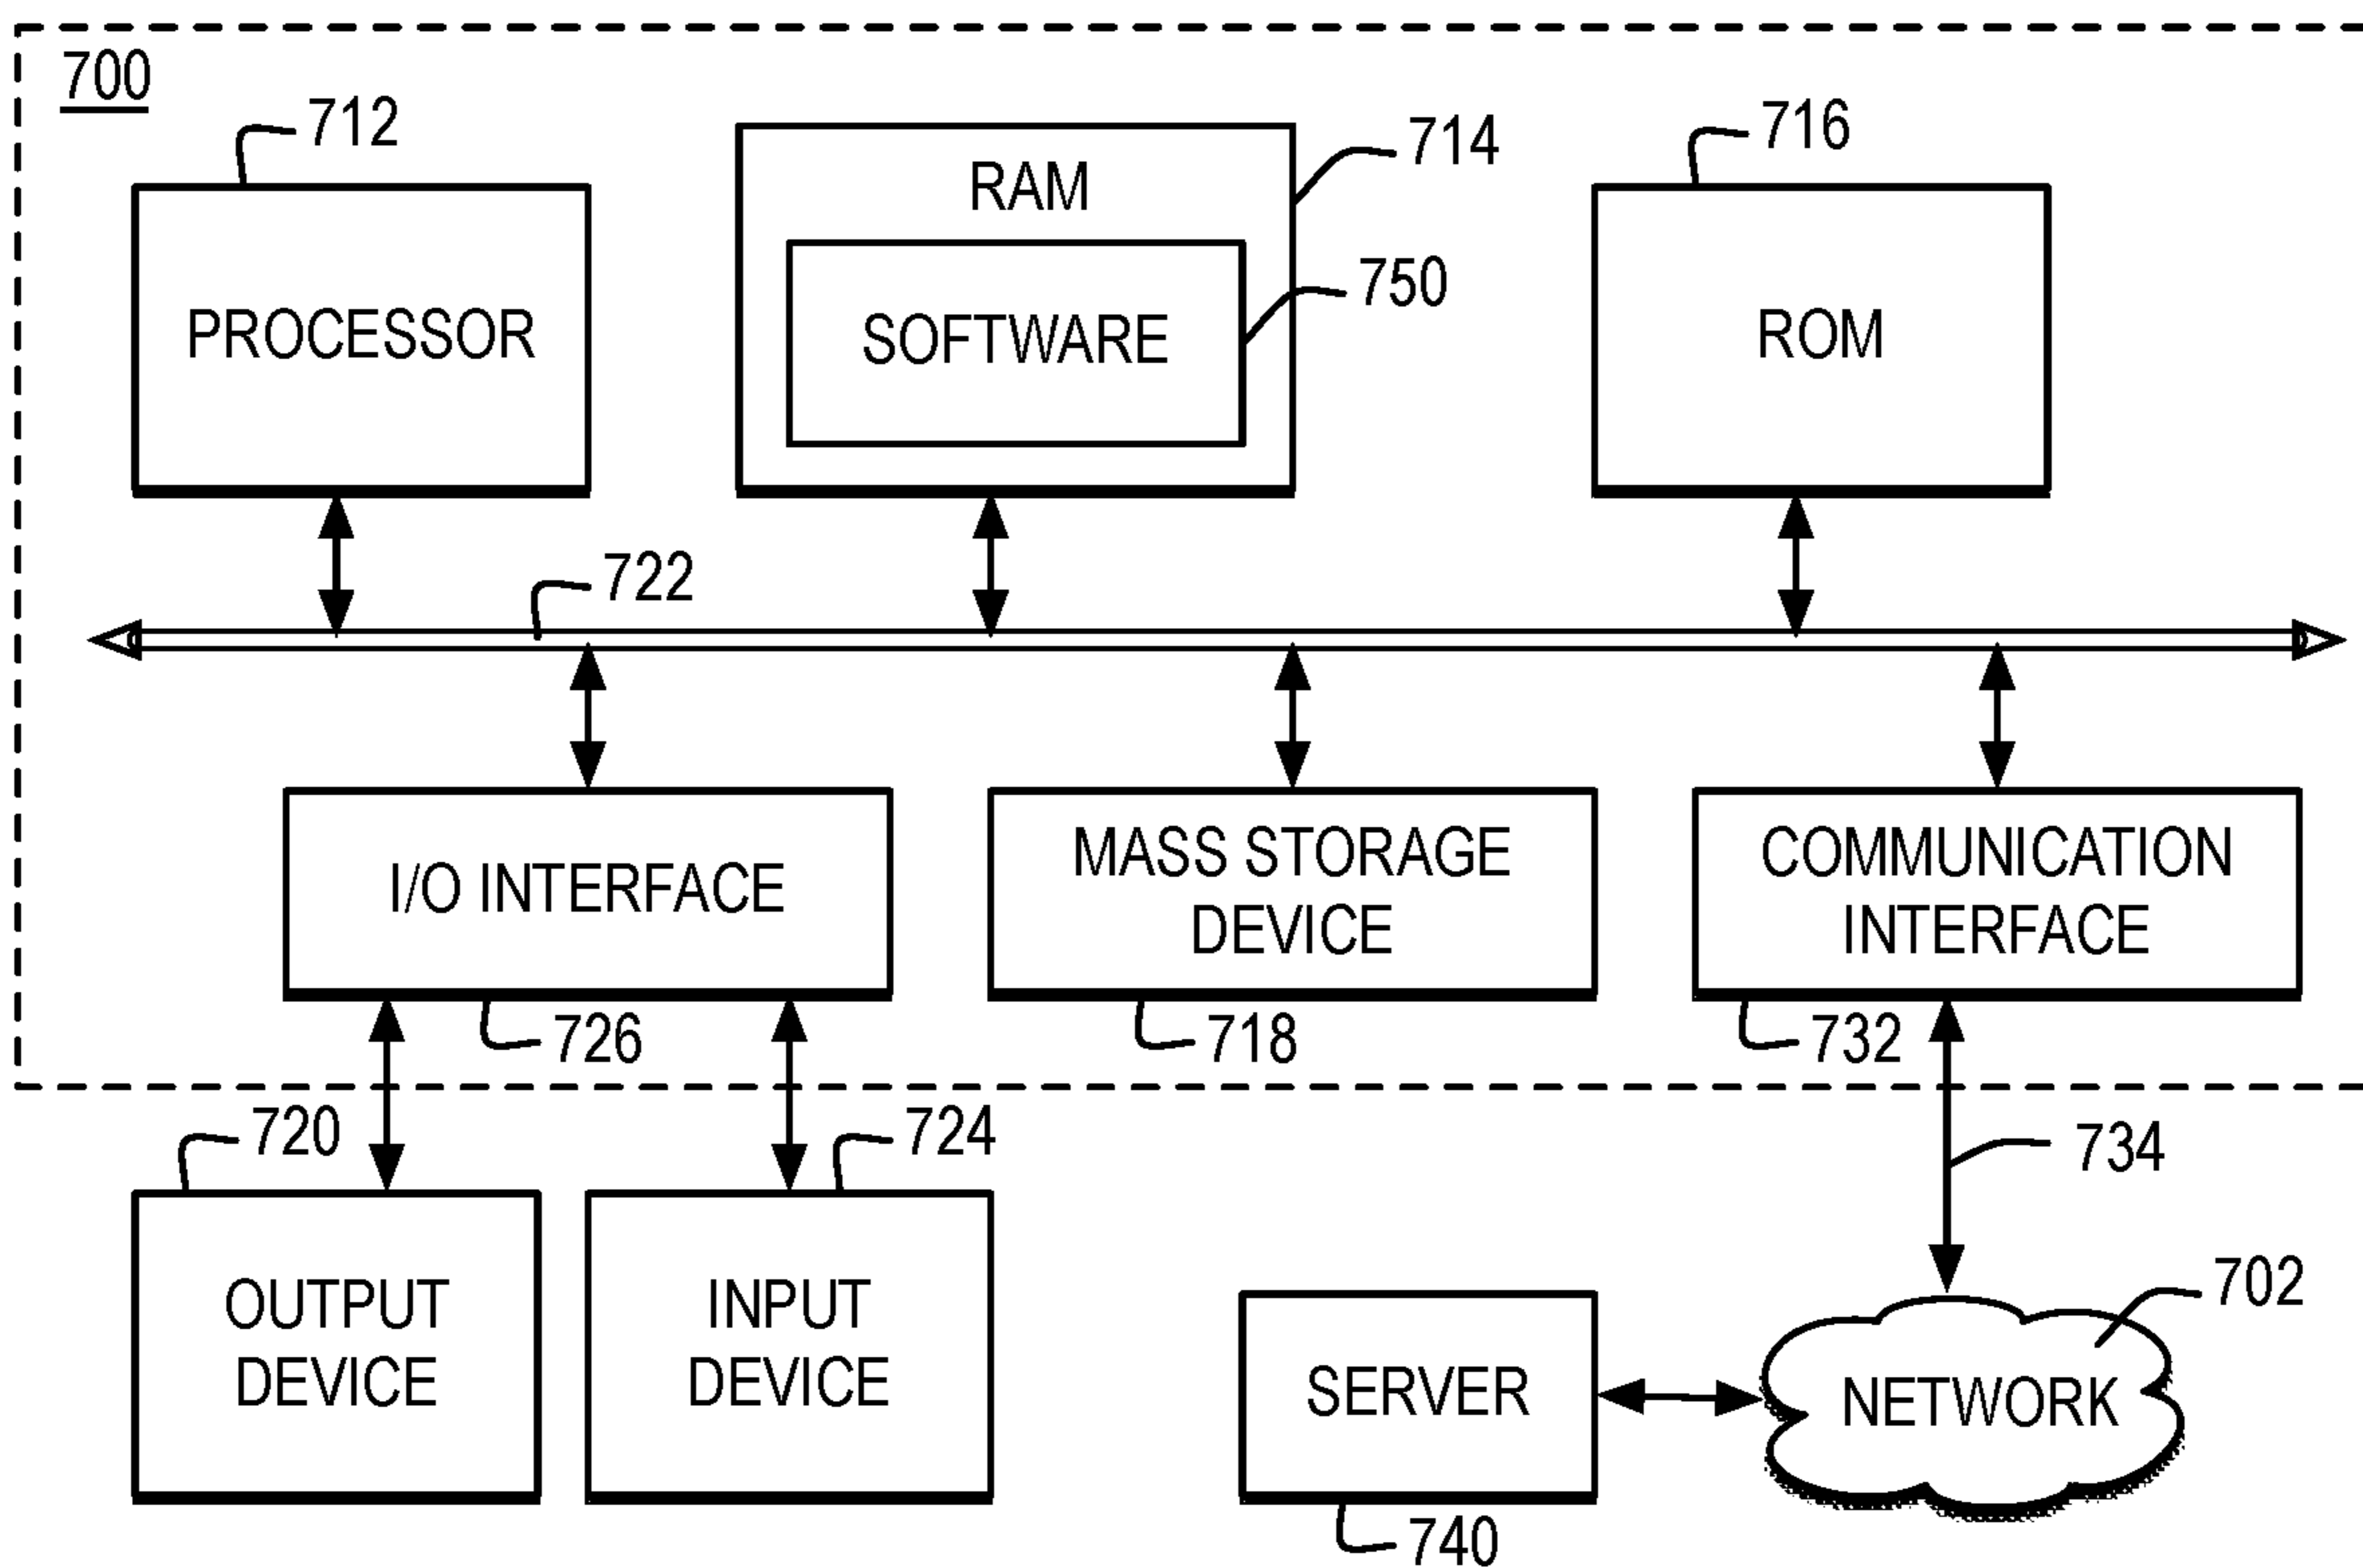 700
712
714
716
RAM
750
PROCESSOR
SOFTWARE
ROM
722
I/O INTERFACE
MASS STORAGE
DEVICE
COMMUNICATION
INTERFACE
726
718
732
720
724
734
OUTPUT
DEVICE
INPUT
DEVICE
702
SERVER
NETWORK
740